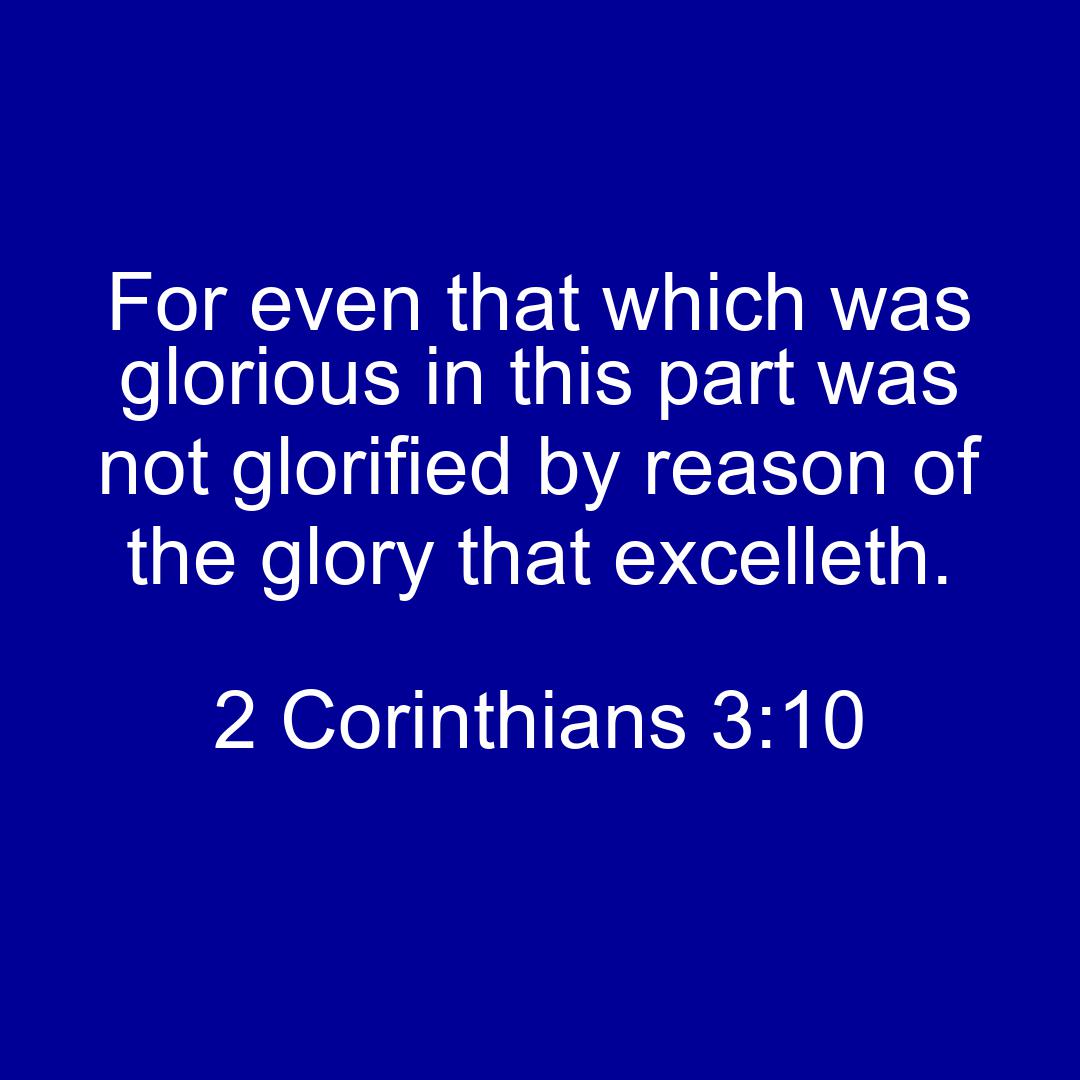 For even that which was
glorious in this part was
not glorified by reason of
the glory that excelleth.
2 Corinthians 3:10